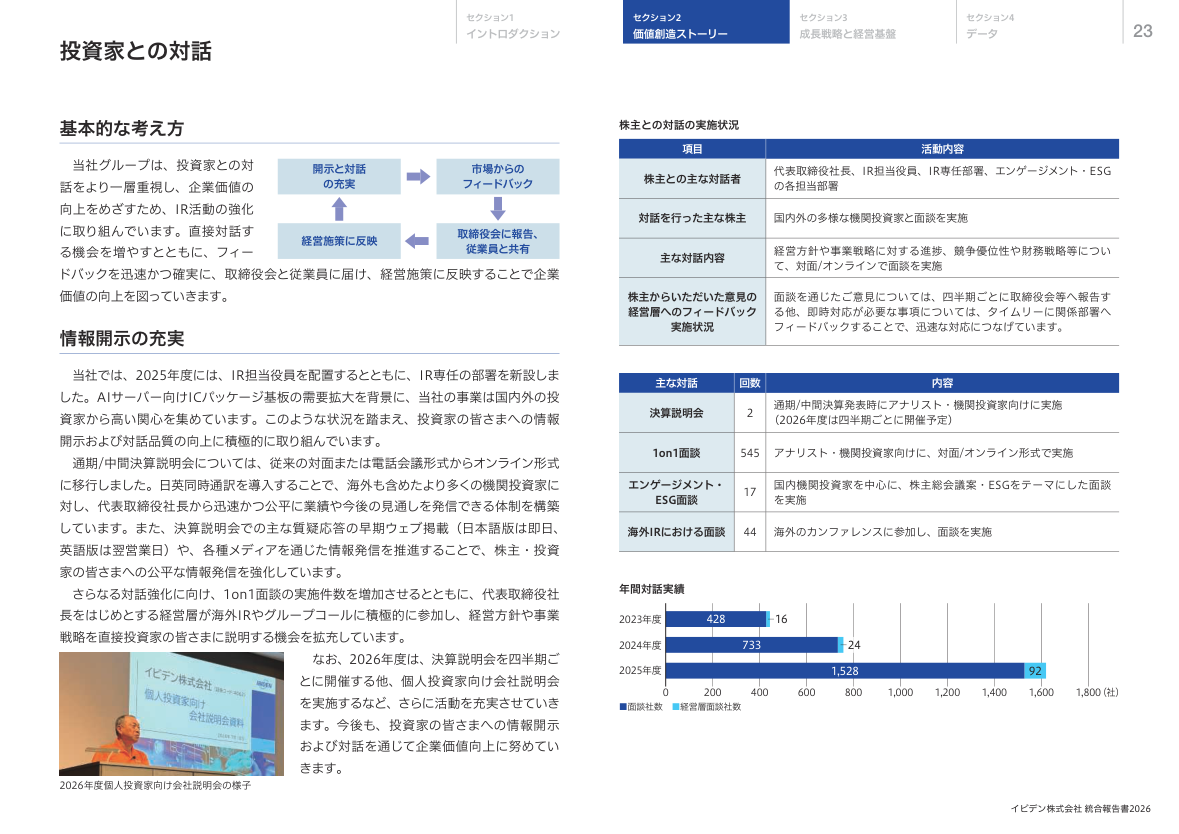 セクション1
イントロダクション
セクション2
価値創造ストーリー
セクション3
成長戦略と経営基盤
セクション4
データ
23
投資家との対話
基本的な考え方
当社グループは、投資家との対
話をより一層重視し、企業価値の
向上をめざすため、IR活動の強化
に取り組んでいます。直接対話す
る機会を増やすとともに、フィー
ドバックを迅速かつ確実に、取締役会と従業員に届け、経営施策に反映することで企業
価値の向上を図っていきます。
開示と対話
の充実
市場からの
フィードバック
経営施策に反映
取締役会に報告、
従業員と共有
情報開示の充実
当社では、2025年度には、IR担当役員を配置するとともに、IR専任の部署を新設しま
した。AIサーバー向けICパッケージ基板の需要拡大を背景に、当社の事業は国内外の投
資家から高い関心を集めています。このような状況を踏まえ、投資家の皆さまへの情報
開示および対話品質の向上に積極的に取り組んでいます。
通期/中間決算説明会については、従来の対面または電話会議形式からオンライン形式
に移行しました。日英同時通訳を導入することで、海外も含めたより多くの機関投資家に
対し、代表取締役社長から迅速かつ公平に業績や今後の見通しを発信できる体制を構築
しています。また、決算説明会での主な質疑応答の早期ウェブ掲載（日本語版は即日、
英語版は翌営業日）や、各種メディアを通じた情報発信を推進することで、株主・投資
家の皆さまへの公平な情報発信を強化しています。
さらなる対話強化に向け、1on1面談の実施件数を増加させるとともに、代表取締役社
長をはじめとする経営層が海外IRやグループコールに積極的に参加し、経営方針や事業
戦略を直接投資家の皆さまに説明する機会を拡充しています。
なお、2026年度は、決算説明会を四半期ご
とに開催する他、個人投資家向け会社説明会
を実施するなど、さらに活動を充実させていき
ます。今後も、投資家の皆さまへの情報開示
および対話を通じて企業価値向上に努めてい
きます。
イビデン株式会社
個人投資家向け
会社説明会資料
2026年度個人投資家向け会社説明会の様子
株主との対話の実施状況
項目 活動内容
株主との主な対話者
代表取締役社長、IR担当役員、IR専任部署、エンゲージメント・ESG
の各担当部署
対話を行った主な株主 国内外の多様な機関投資家と面談を実施
主な対話内容
経営方針や事業戦略に対する進捗、競争優位性や財務戦略等につい
て、対面/オンラインで面談を実施
株主からいただいた意見の
経営層へのフィードバック
実施状況
面談を通じたご意見については、四半期ごとに取締役会等へ報告す
る他、即時対応が必要な事項については、タイムリーに関係部署へ
フィードバックすることで、迅速な対応につなげています。
主な対話 回数 内容
決算説明会 2
通期/中間決算発表時にアナリスト・機関投資家向けに実施
（2026年度は四半期ごとに開催予定）
1on1面談 545 アナリスト・機関投資家向けに、対面/オンライン形式で実施
エンゲージメント・
ESG面談
17
国内機関投資家を中心に、株主総会議案・ESGをテーマにした面談
を実施
海外IRにおける面談 44 海外のカンファレンスに参加し、面談を実施
年間対話実績
2023年度 428 16
2024年度 733 24
2025年度 1,528 92
0 200 400 600 800 1,000 1,200 1,400 1,600 1,800 (社)
面談社数 経営層面談社数
イビデン株式会社 統合報告書2026